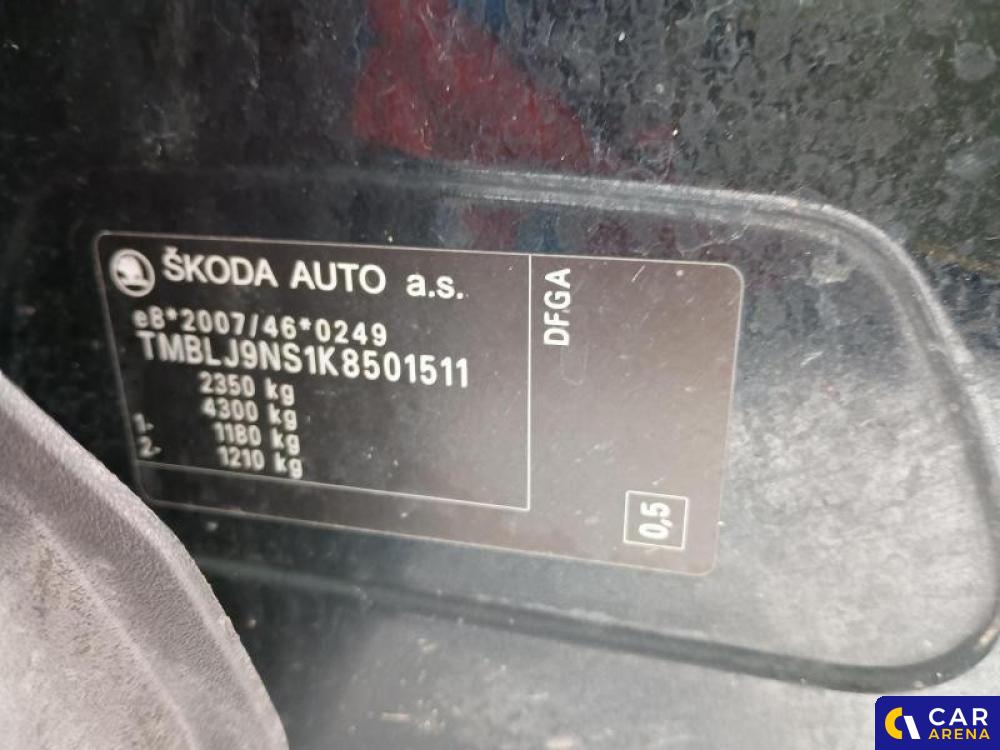 ŠKODA AUTO a.s.
e8*2007/46*0249
TMBLJ9NS1K8501511
2350 kg
4300 kg
1- 1180 kg
2- 1210 kg
DFGA
0,5
CAR
ARENA